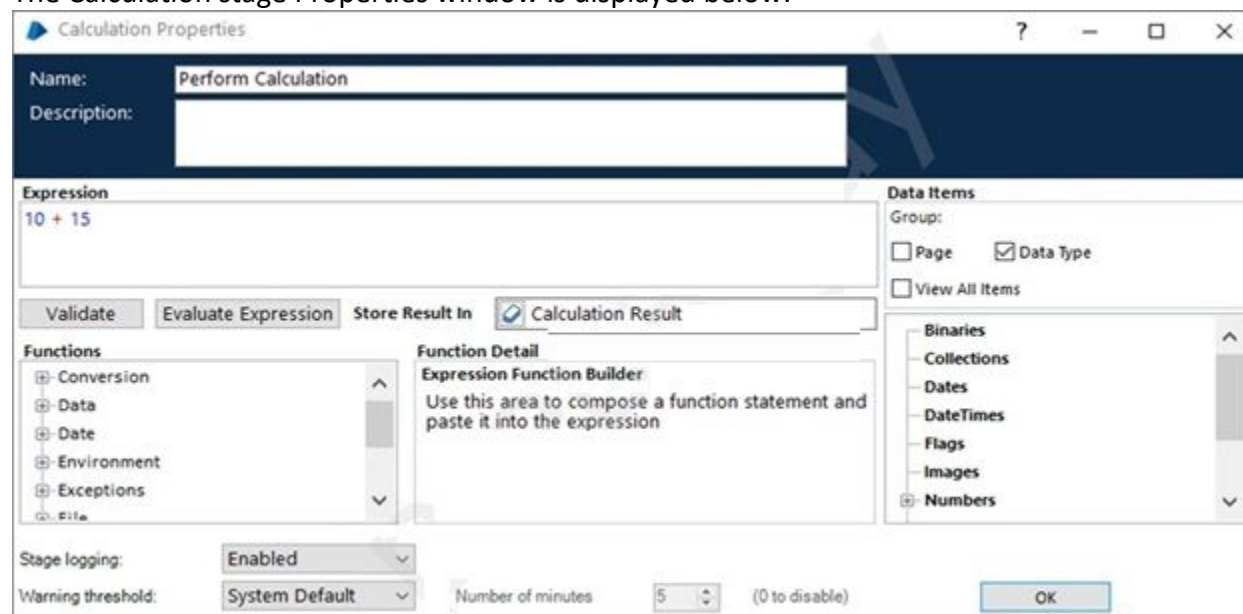 The Calculation stage Properties window is displayed below:
Calculation Properties
Name: Perform Calculation
Description:
Expression
10 + 15
Data Items
Group:
Page Data Type
View All Items
Validate Evaluate Expression Store Result In Calculation Result
Functions
Conversion
Data
Date
Environment
Exceptions
File
Function Detail
Expression Function Builder
Use this area to compose a function statement and
paste it into the expression
Binaries
Collections
Dates
DateTimes
Flags
Images
Numbers
Stage logging: Enabled
Warning threshold: System Default Number of minutes 5 (0 to disable)
OK